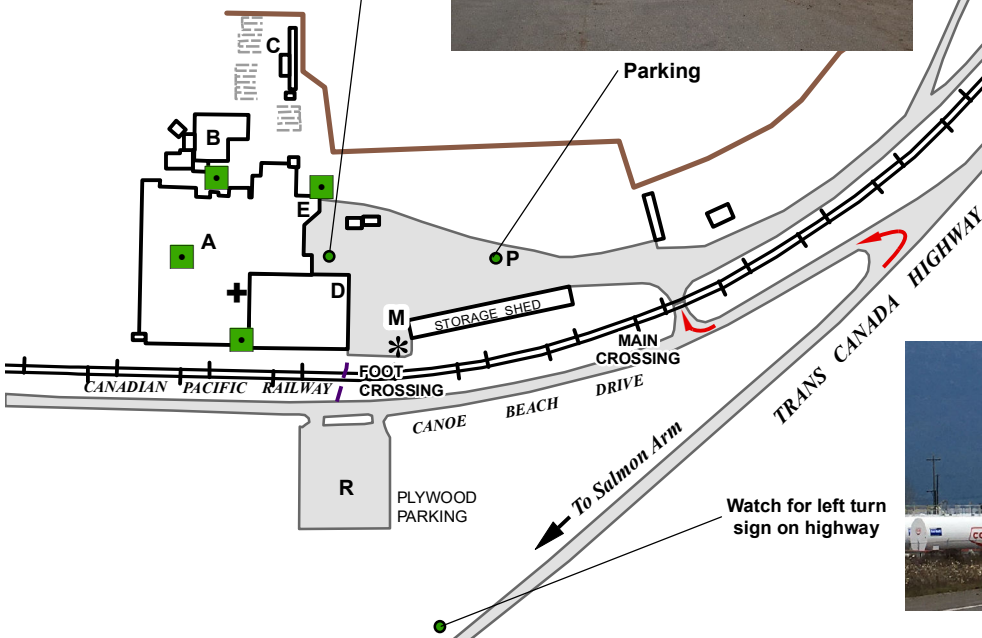 C
Parking
B
E
A
P
D
M
STORAGE SHED
MAIN
CROSSING
FOOT
CROSSING
CANADIAN PACIFIC RAILWAY
CANOE BEACH DRIVE
TRANS CANADA HIGHWAY
R
PLYWOOD
PARKING
To Salmon Arm
Watch for left turn
sign on highway